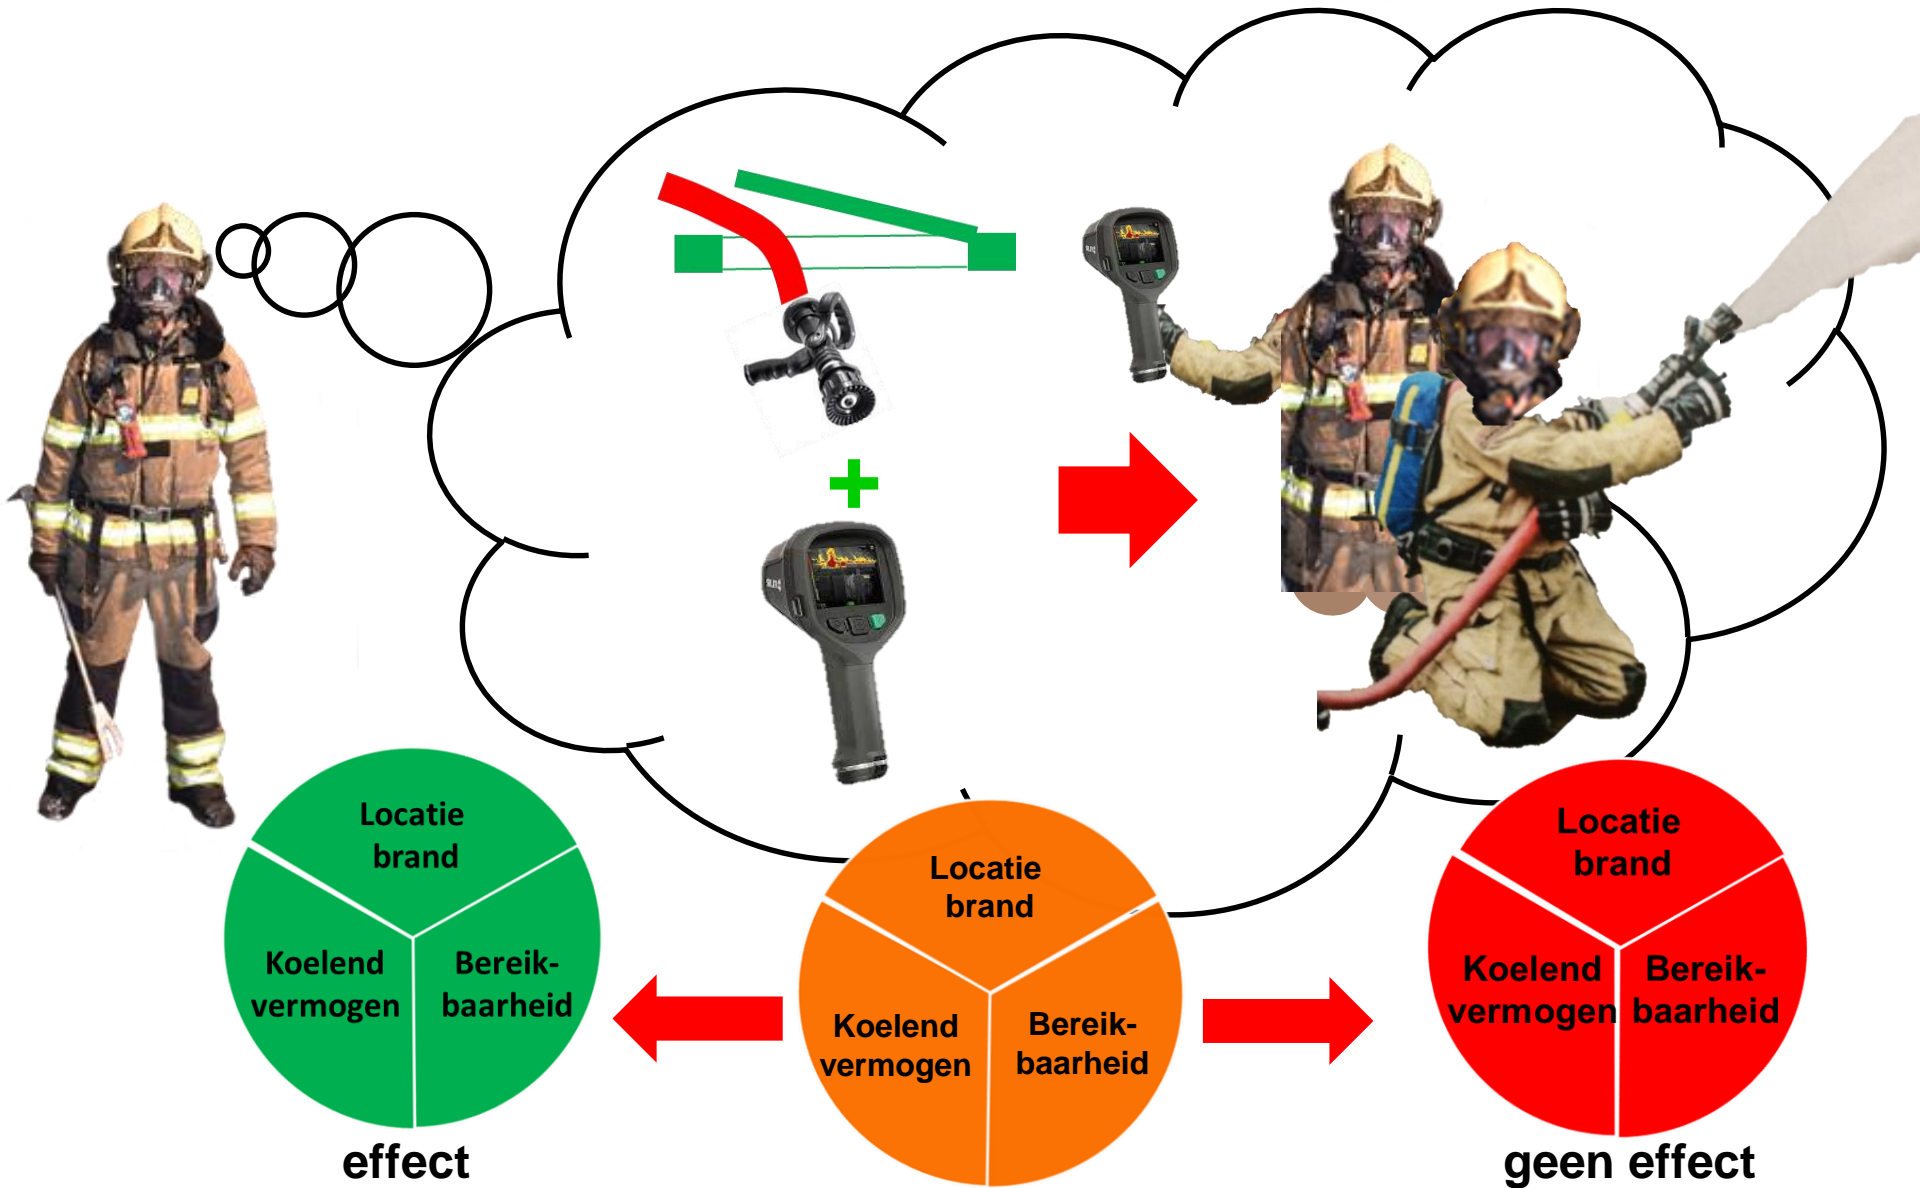 Locatie
brand
Koelend
vermogen
Bereik-
baarheid
effect
Locatie
brand
Koelend
vermogen
Bereik-
baarheid
Locatie
brand
Koelend
vermogen
Bereik-
baarheid
geen effect